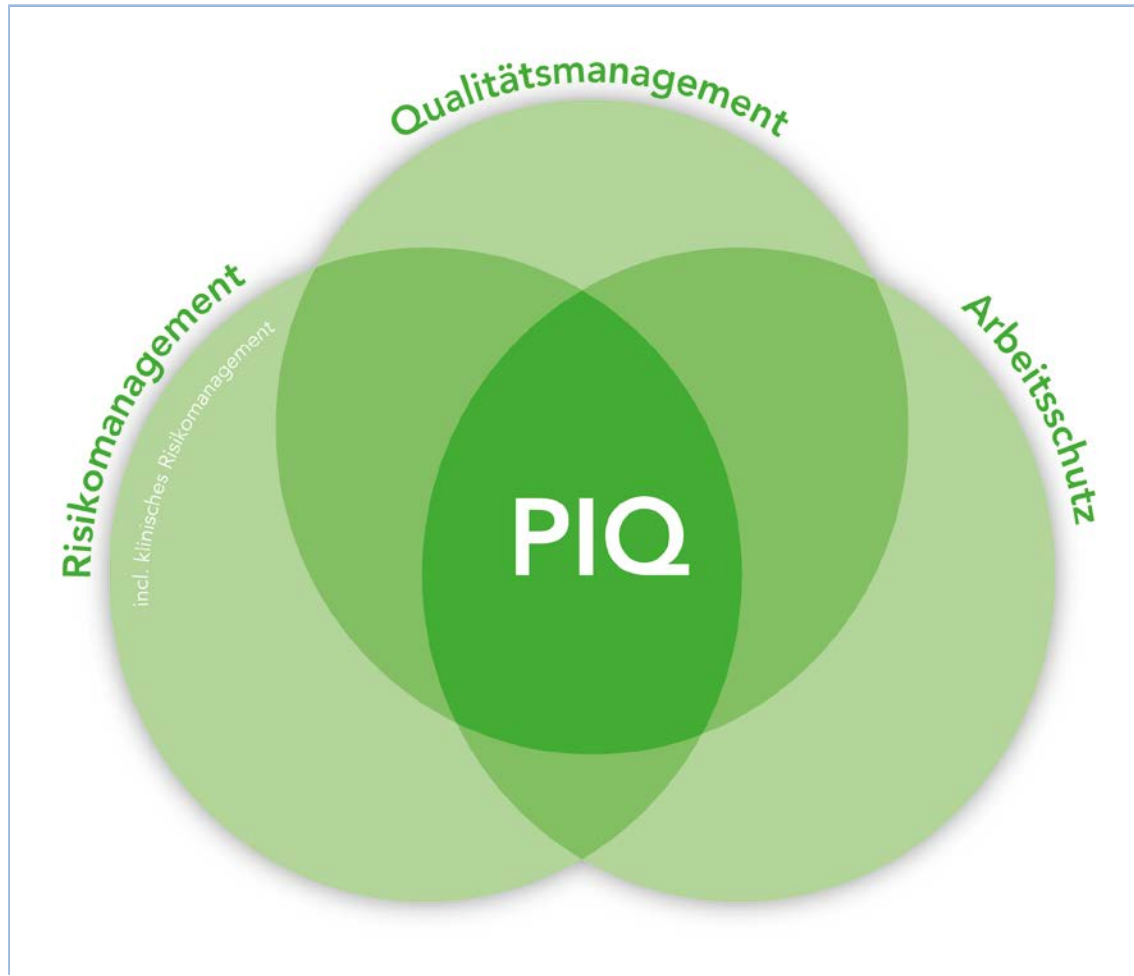 Qualitätsmanagement
Risikomanagement
incl. klinisches Risikomanagement
Arbeitsschutz
PIQ